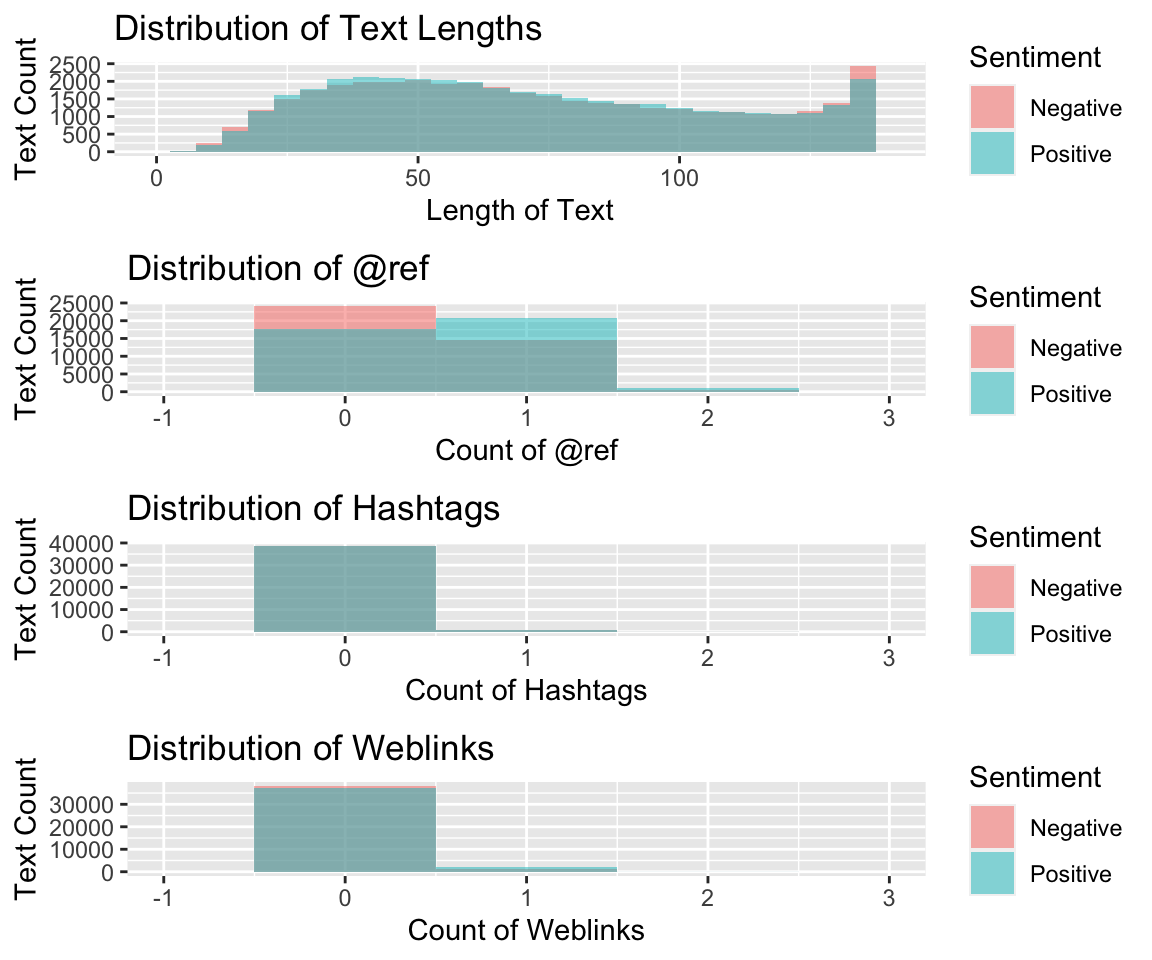 Distribution of Text Lengths
Text Count
2500
2000
1500
1000
500
0
0 50 100
Length of Text
Sentiment
Negative
Positive
Distribution of @ref
Text Count
25000
20000
15000
10000
5000
0
-1 0 1 2 3
Count of @ref
Sentiment
Negative
Positive
Distribution of Hashtags
Text Count
40000
30000
20000
10000
0
-1 0 1 2 3
Count of Hashtags
Sentiment
Negative
Positive
Distribution of Weblinks
Text Count
30000
20000
10000
0
-1 0 1 2 3
Count of Weblinks
Sentiment
Negative
Positive